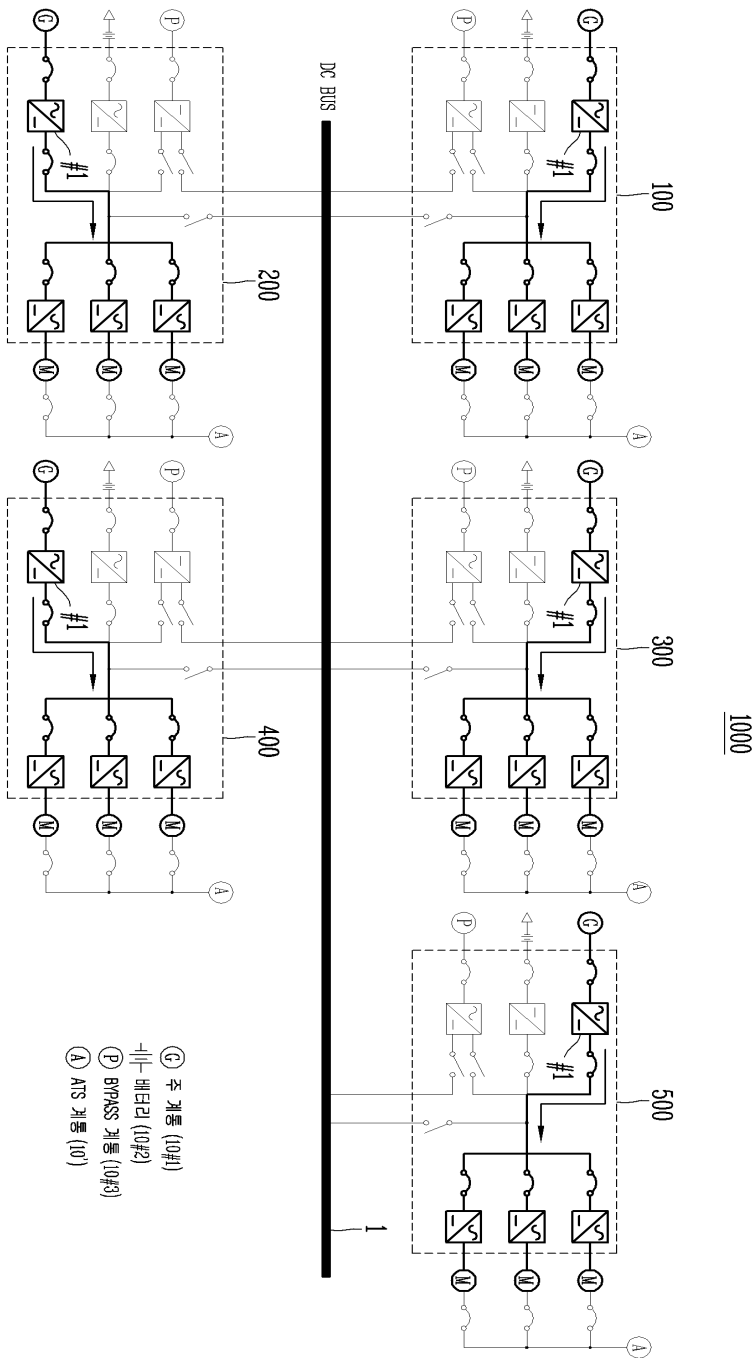 1000
100
300
500
A
A
A
G
M
G
M
G
M
#1
#1
#1
M
M
M
P
M
P
M
P
M
1
DC BUS
200
400
A
A
P
M
P
M
M
M
#1
#1
G
M
G
M
G 주 계통 (10#1)
배터리 (10#2)
P BYPASS 계통 (10#3)
A ATS 계통 (10')